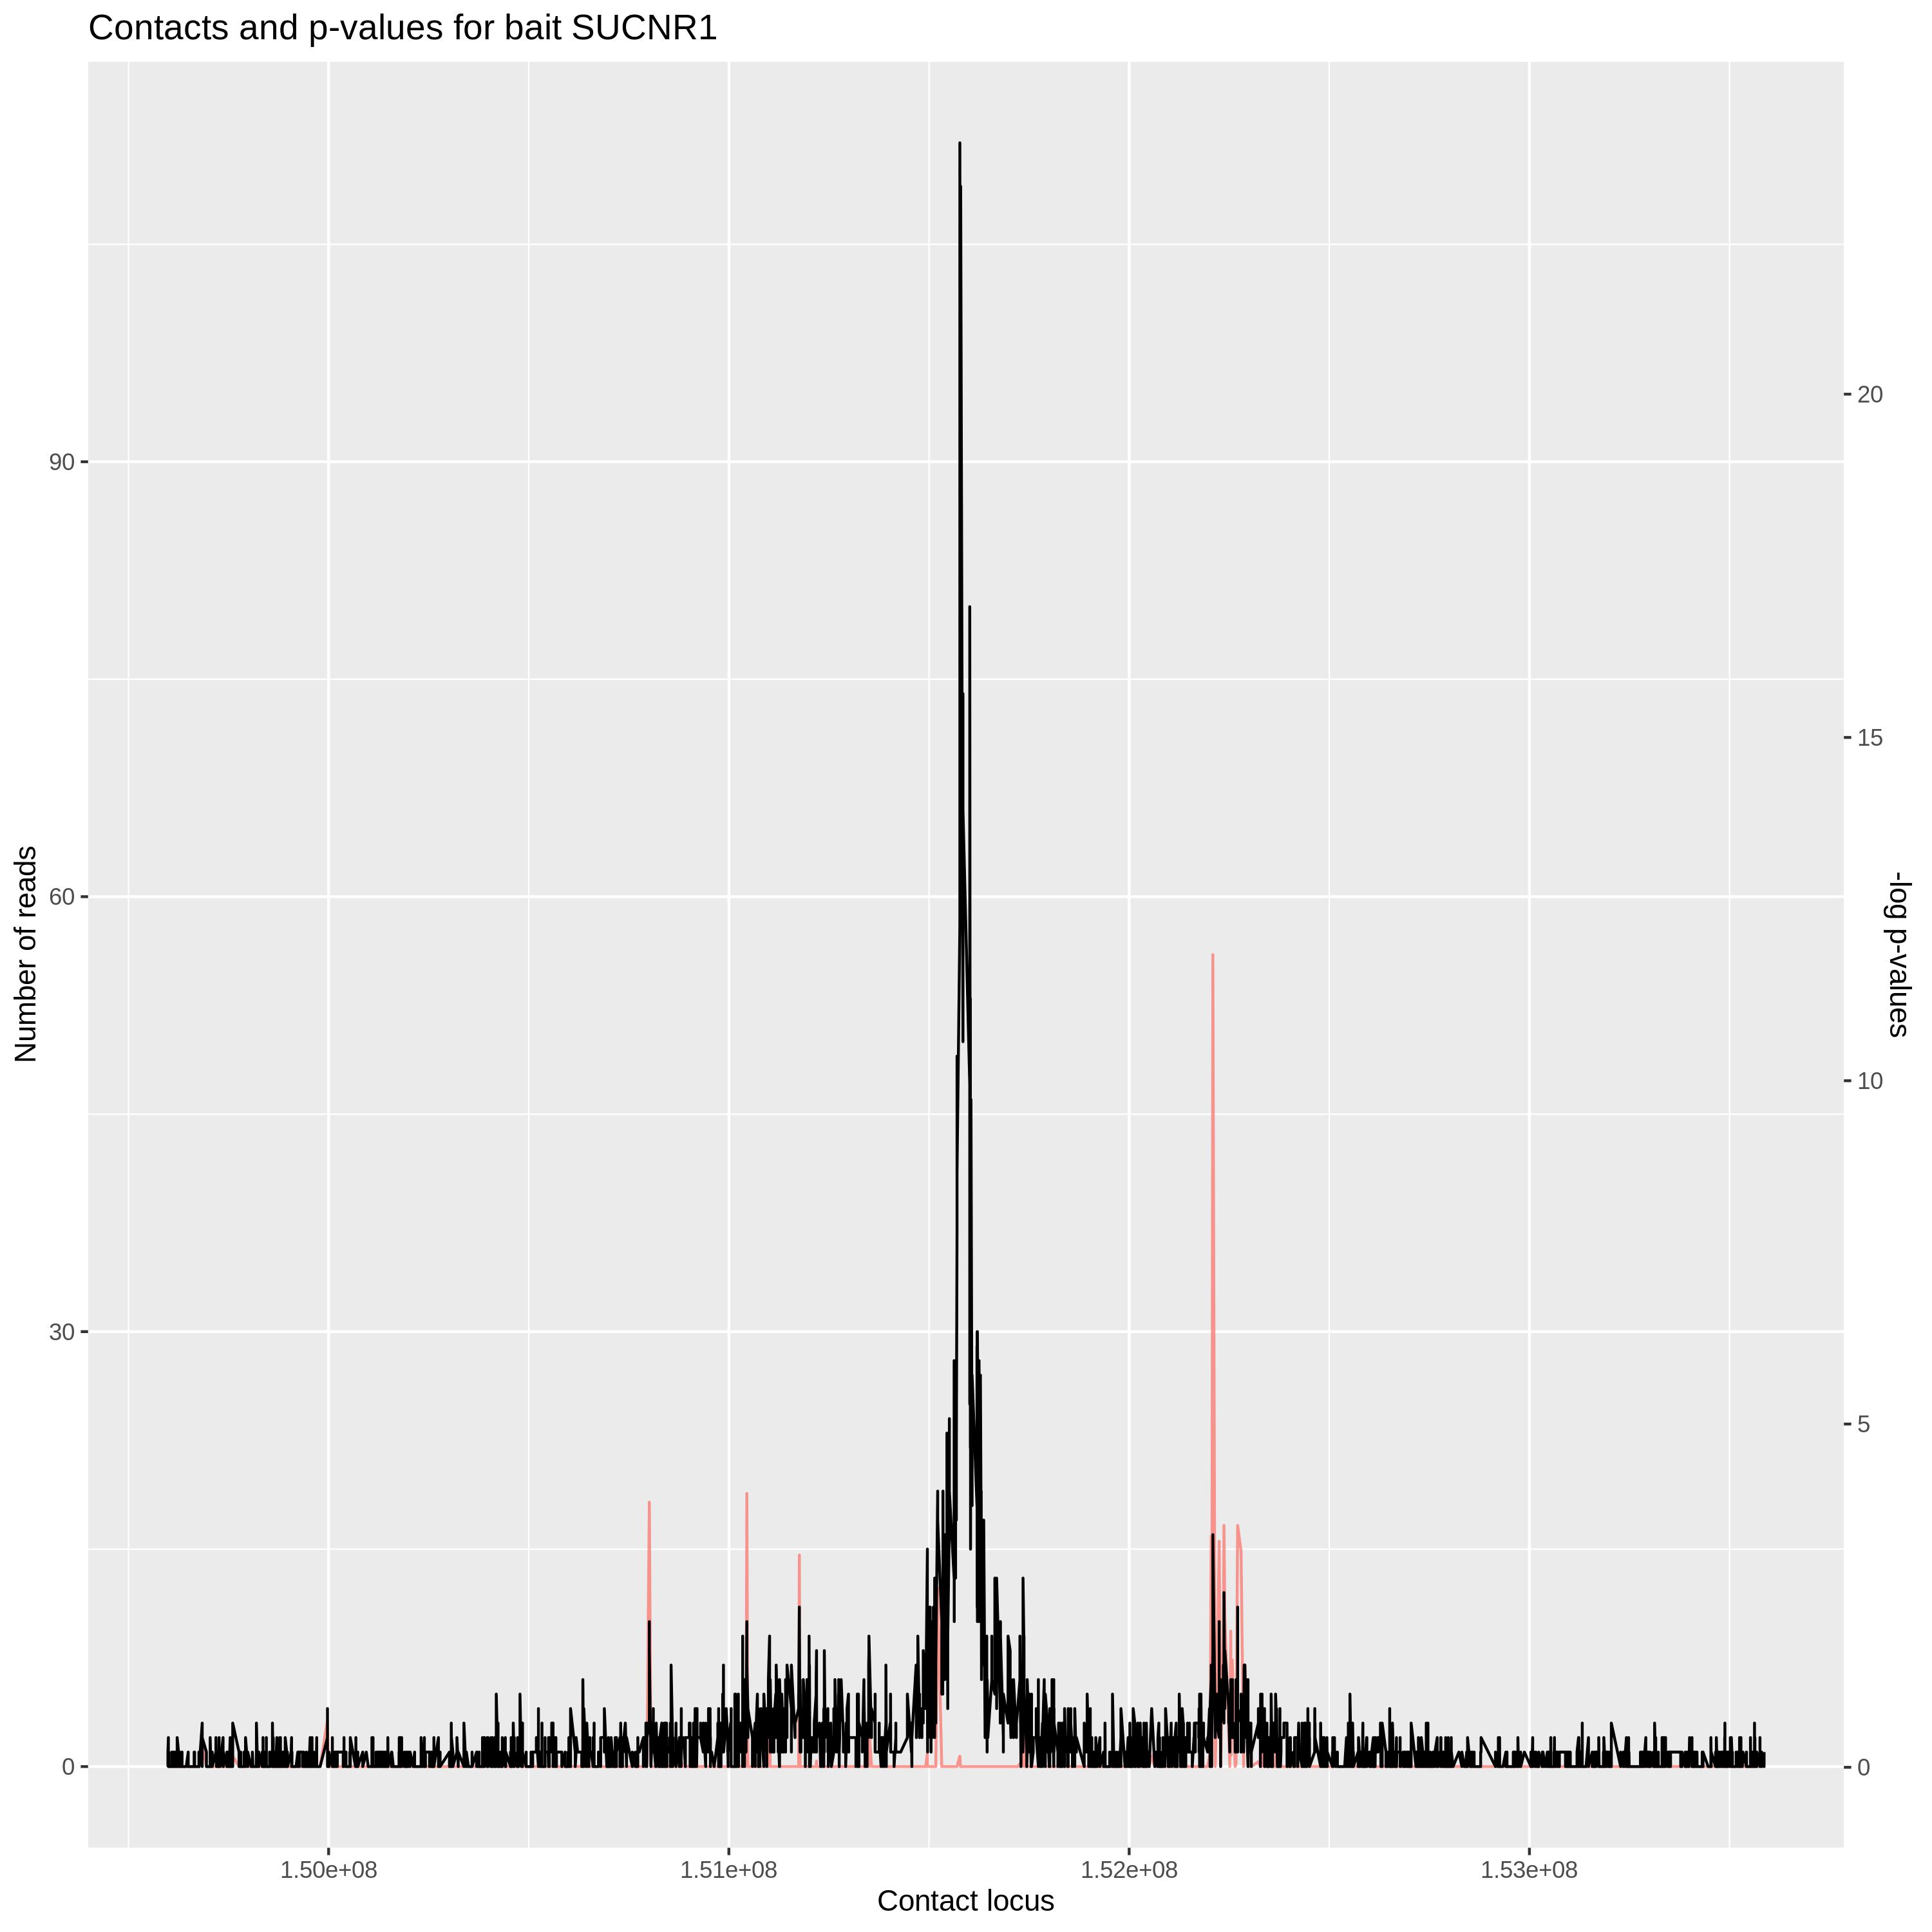 Contacts and p-values for bait SUCNR1
Number of reads
90
60
30
0
20
15
10
5
0
-log p-values
1.50e+08 1.51e+08 1.52e+08 1.53e+08
Contact locus